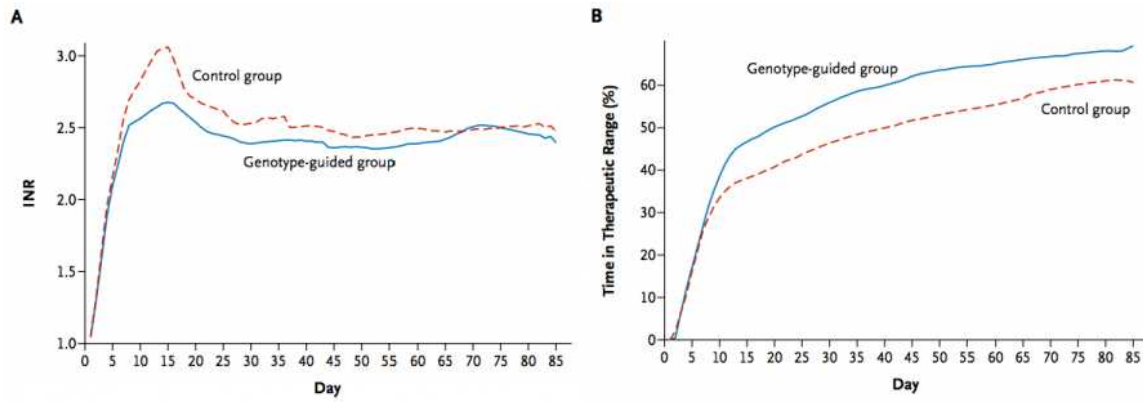 A
3.0
2.5
2.0
1.5
1.0
INR
Control group
Genotype-guided group
0 5 10 15 20 25 30 35 40 45 50 55 60 65 70 75 80 85
Day
B
60
50
40
30
20
10
0
Time in Therapeutic Range (%)
Genotype-guided group
Control group
0 5 10 15 20 25 30 35 40 45 50 55 60 65 70 75 80 85
Day